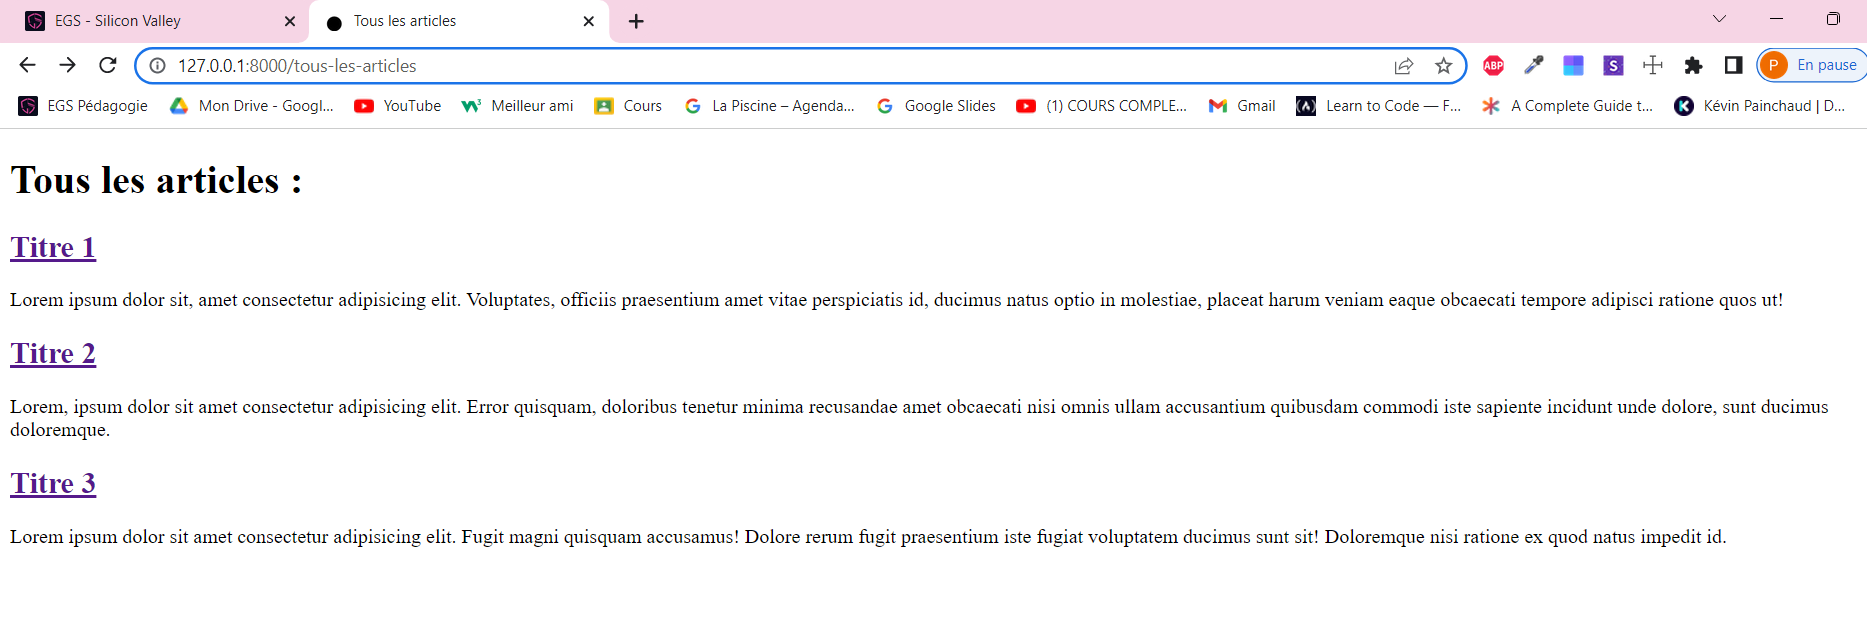 EGS - Silicon Valley
Tous les articles
127.0.0.1:8000/tous-les-articles
ABP
S
P En pause
EGS Pédagogie
Mon Drive - Googl...
YouTube
W3 Meilleur ami
Cours
La Piscine – Agenda...
Google Slides
(1) COURS COMPLE...
Gmail
Learn to Code — F...
A Complete Guide t...
K Kévin Painchaud | D...
Tous les articles :
Titre 1
Lorem ipsum dolor sit, amet consectetur adipisicing elit. Voluptates, officiis praesentium amet vitae perspiciatis id, ducimus natus optio in molestiae, placeat harum veniam eaque obcaecati tempore adipisci ratione quos ut!
Titre 2
Lorem, ipsum dolor sit amet consectetur adipisicing elit. Error quisquam, doloribus tenetur minima recusandae amet obcaecati nisi omnis ullam accusantium quibusdam commodi iste sapiente incidunt unde dolore, sunt ducimus
doloremque.
Titre 3
Lorem ipsum dolor sit amet consectetur adipisicing elit. Fugit magni quisquam accusamus! Dolore rerum fugit praesentium iste fugiat voluptatem ducimus sunt sit! Doloremque nisi ratione ex quod natus impedit id.